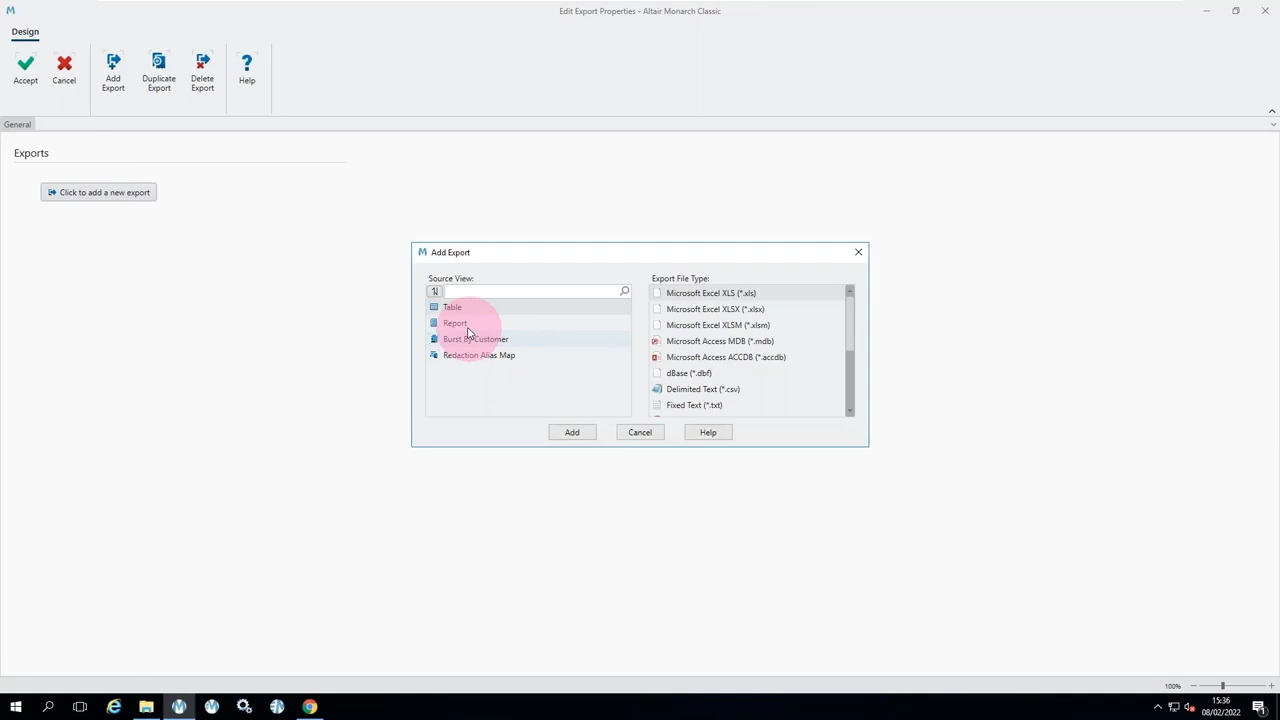 Edit Export Properties - Altair Monarch Classic
Design
Accept
Cancel
Add Export
Duplicate Export
Delete Export
Help
General
Exports
Click to add a new export
Add Export
Source View:
Export File Type:
Table
Report
Burst By Customer
Redaction Alias Map
Microsoft Excel XLS (*.xls)
Microsoft Excel XLSX (*.xlsx)
Microsoft Excel XLSM (*.xlsm)
Microsoft Access MDB (*.mdb)
Microsoft Access ACCDB (*.accdb)
dBase (*.dbf)
Delimited Text (*.csv)
Fixed Text (*.txt)
Add
Cancel
Help
100%
15:36
08/02/2022